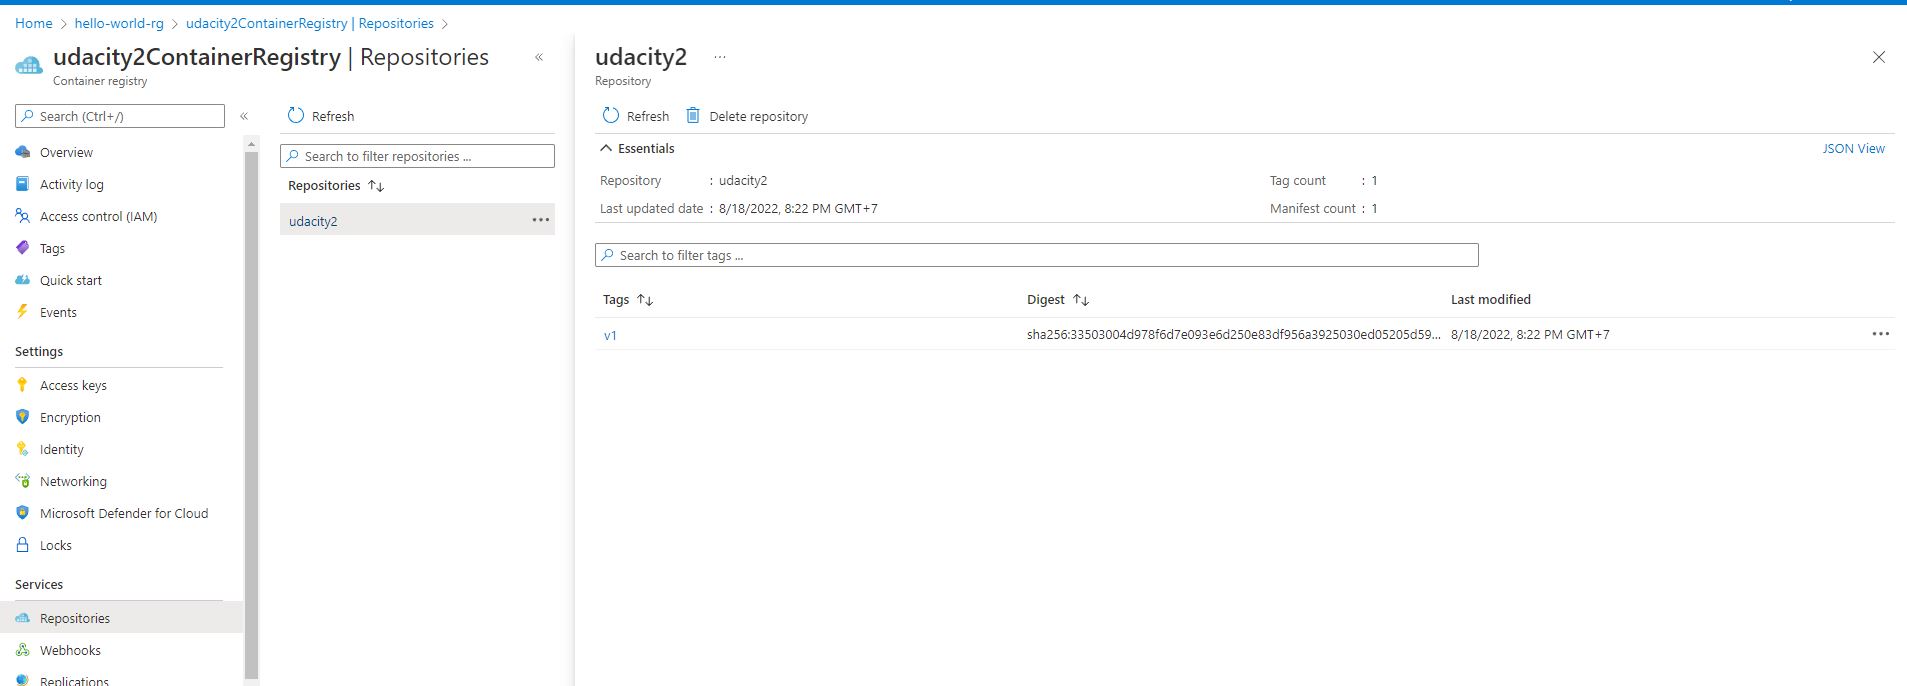 Home > hello-world-rg > udacity2ContainerRegistry | Repositories >
udacity2ContainerRegistry | Repositories
Container registry
Search (Ctrl+/)
Overview
Activity log
Access control (IAM)
Tags
Quick start
Events
Settings
Access keys
Encryption
Identity
Networking
Microsoft Defender for Cloud
Locks
Services
Repositories
Webhooks
Replications
Refresh
Search to filter repositories ...
Repositories
udacity2
udacity2
Repository
Refresh Delete repository
Essentials JSON View
Repository : udacity2 Tag count : 1
Last updated date : 8/18/2022, 8:22 PM GMT+7 Manifest count : 1
Search to filter tags ...
Tags Digest Last modified
v1 sha256:33503004d978f6d7e093e6d250e83df956a3925030ed05205d59... 8/18/2022, 8:22 PM GMT+7